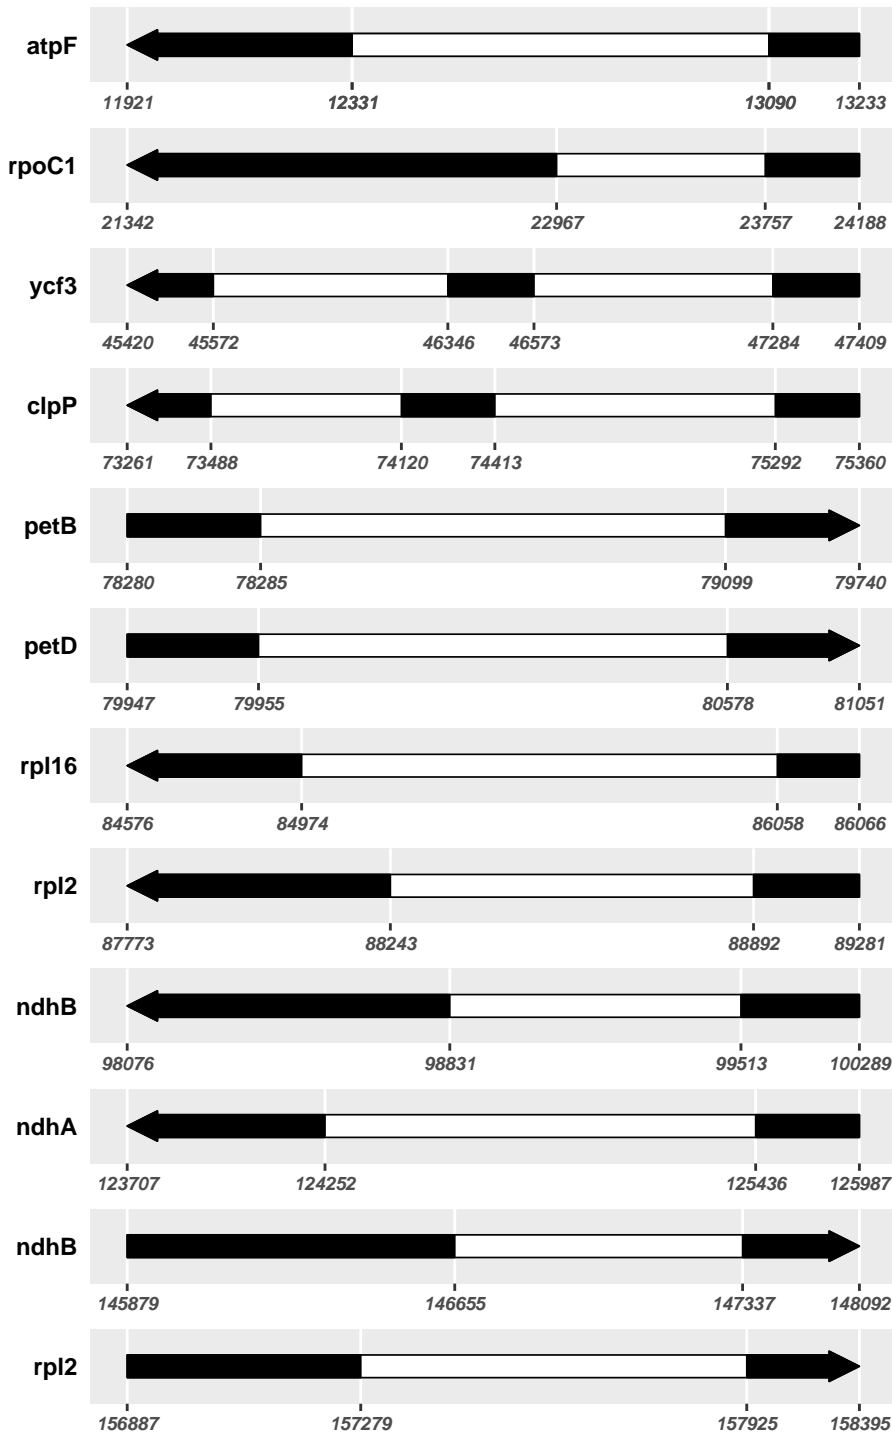 atpF
11921 12331 13090 13233
rpoC1
21342 22967 23757 24188
ycf3
45420 45572 46346 46573 47284 47409
clpP
73261 73488 74120 74413 75292 75360
petB
78280 78285 79099 79740
petD
79947 79955 80578 81051
rpl16
84576 84974 86058 86066
rpl2
87773 88243 88892 89281
ndhB
98076 98831 99513 100289
ndhA
123707 124252 125436 125987
ndhB
145879 146655 147337 148092
rpl2
156887 157279 157925 158395